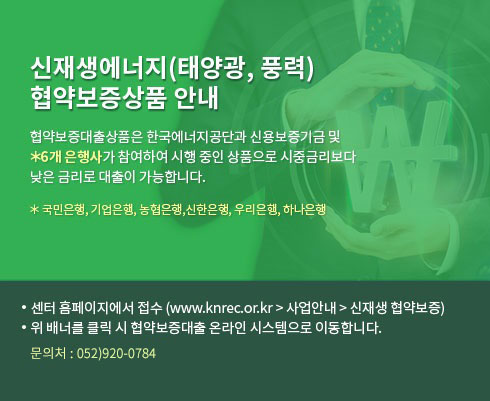 신재생에너지(태양광, 풍력)
협약보증상품 안내
협약보증대출상품은 한국에너지공단과 신용보증기금 및
*6개 은행사가 참여하여 시행 중인 상품으로 시중금리보다
낮은 금리로 대출이 가능합니다.
* 국민은행, 기업은행, 농협은행,신한은행, 우리은행, 하나은행
• 센터 홈페이지에서 접수 (www.knrec.or.kr > 사업안내 > 신재생 협약보증)
• 위 배너를 클릭 시 협약보증대출 온라인 시스템으로 이동합니다.
문의처 : 052)920-0784